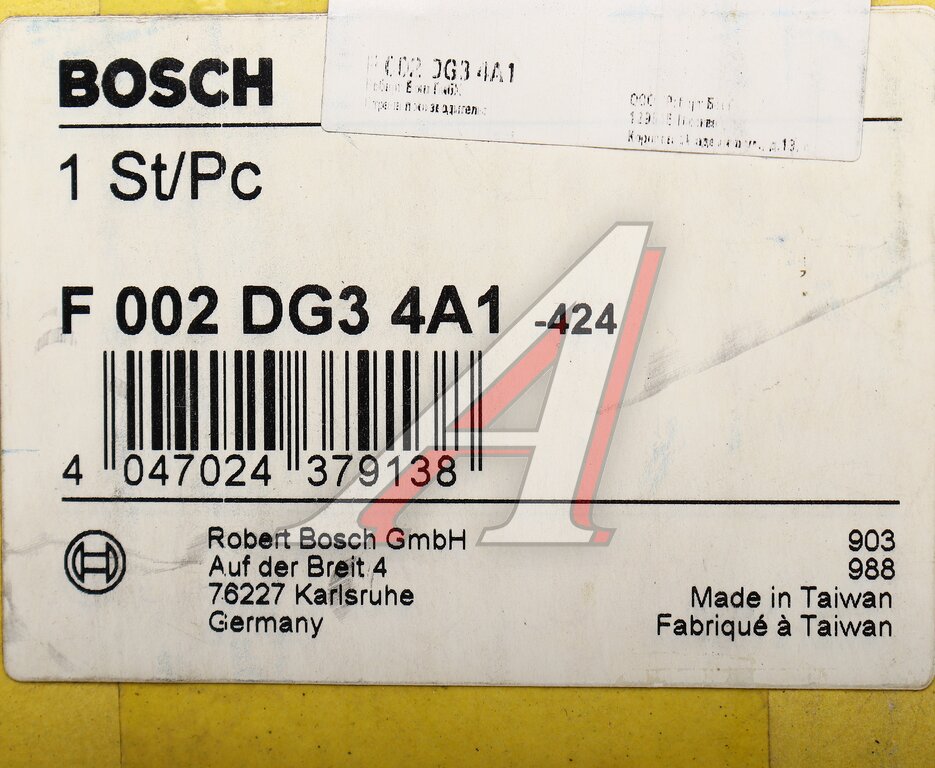 BOSCH
002 DG3 4A1
1 St/Pc
F 002 DG3 4A1 -424
4 047024 379138
Robert Bosch GmbH
Auf der Breit 4
76227 Karlsruhe
Germany
903
988
Made in Taiwan
Fabriqué à Taiwan